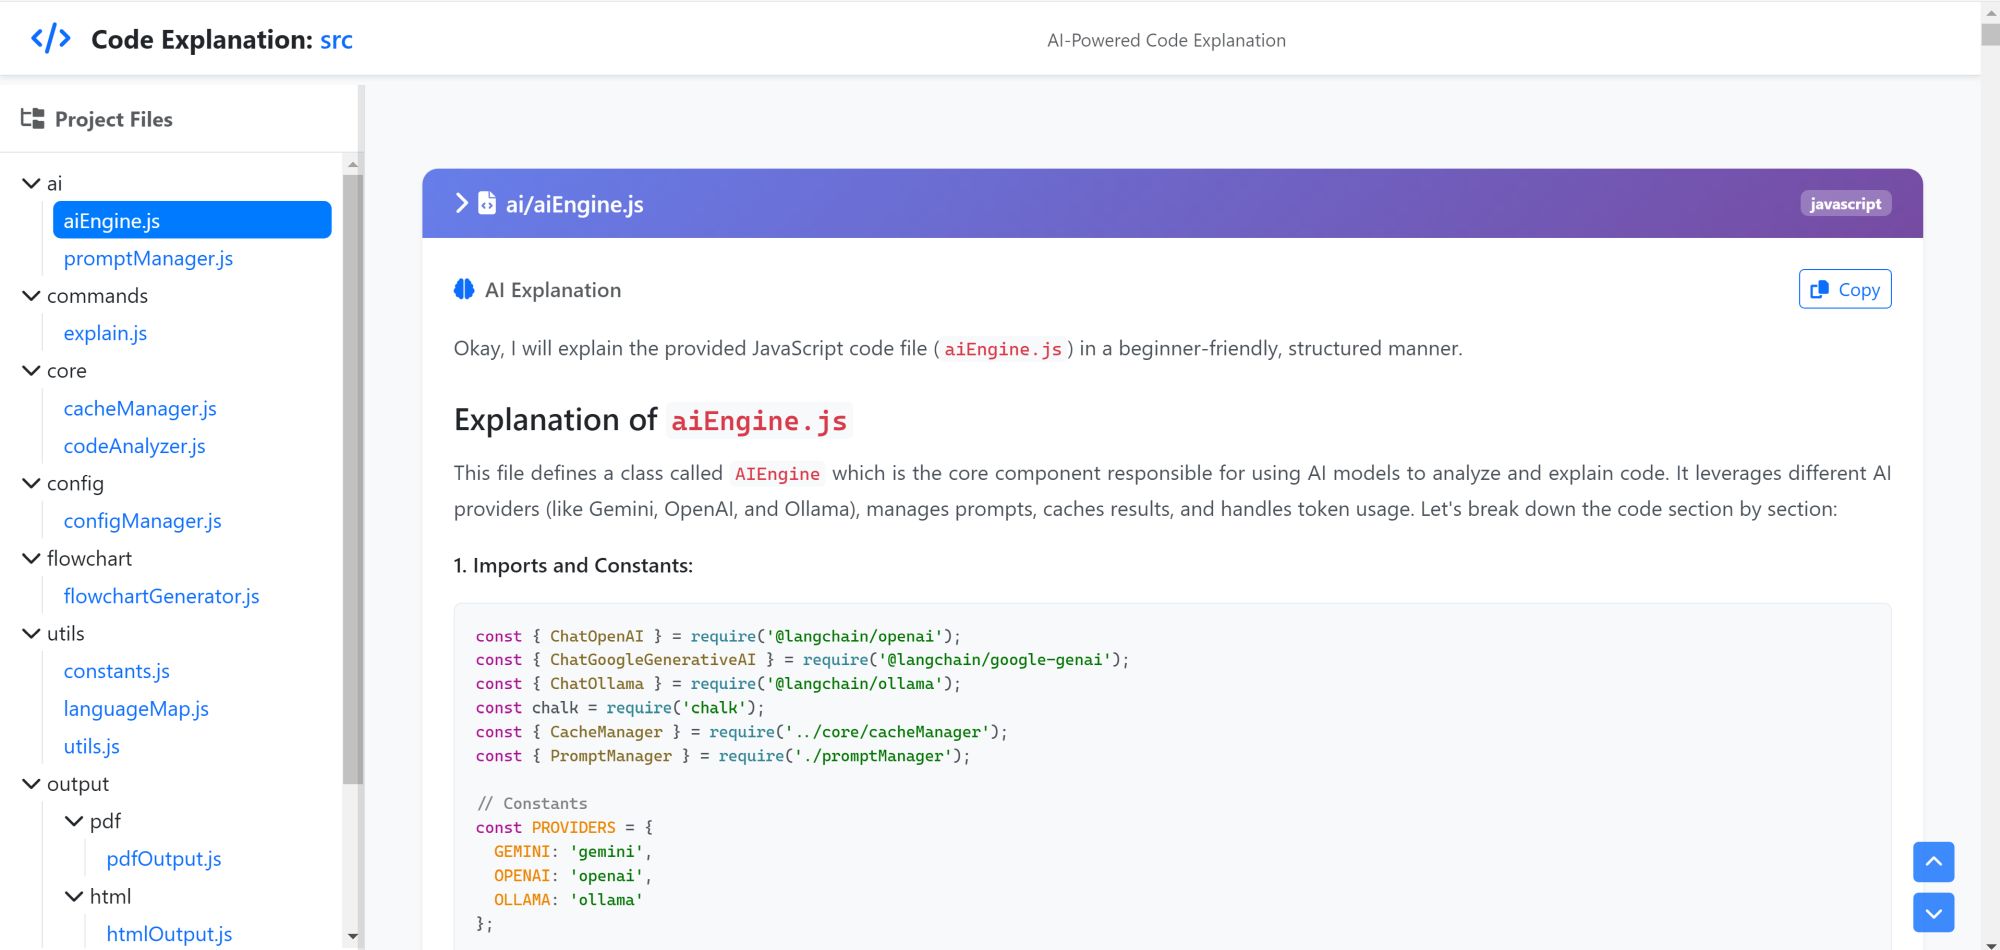 Code Explanation: src
AI-Powered Code Explanation
Project Files
ai
aiEngine.js
promptManager.js
commands
explain.js
core
cacheManager.js
codeAnalyzer.js
config
configManager.js
flowchart
flowchartGenerator.js
utils
constants.js
languageMap.js
utils.js
output
pdf
pdfOutput.js
html
htmlOutput.js
ai/aiEngine.js
javascript
AI Explanation
Copy
Okay, I will explain the provided JavaScript code file (aiEngine.js) in a beginner-friendly, structured manner.
Explanation of aiEngine.js
This file defines a class called AIEngine which is the core component responsible for using AI models to analyze and explain code. It leverages different AI
providers (like Gemini, OpenAI, and Ollama), manages prompts, caches results, and handles token usage. Let's break down the code section by section:
1. Imports and Constants:
const { ChatOpenAI } = require('@langchain/openai');
const { ChatGoogleGenerativeAI } = require('@langchain/google-genai');
const { ChatOllama } = require('@langchain/ollama');
const chalk = require('chalk');
const { CacheManager } = require('../core/cacheManager');
const { PromptManager } = require('./promptManager');
// Constants
const PROVIDERS = {
GEMINI: 'gemini',
OPENAI: 'openai',
OLLAMA: 'ollama'
};